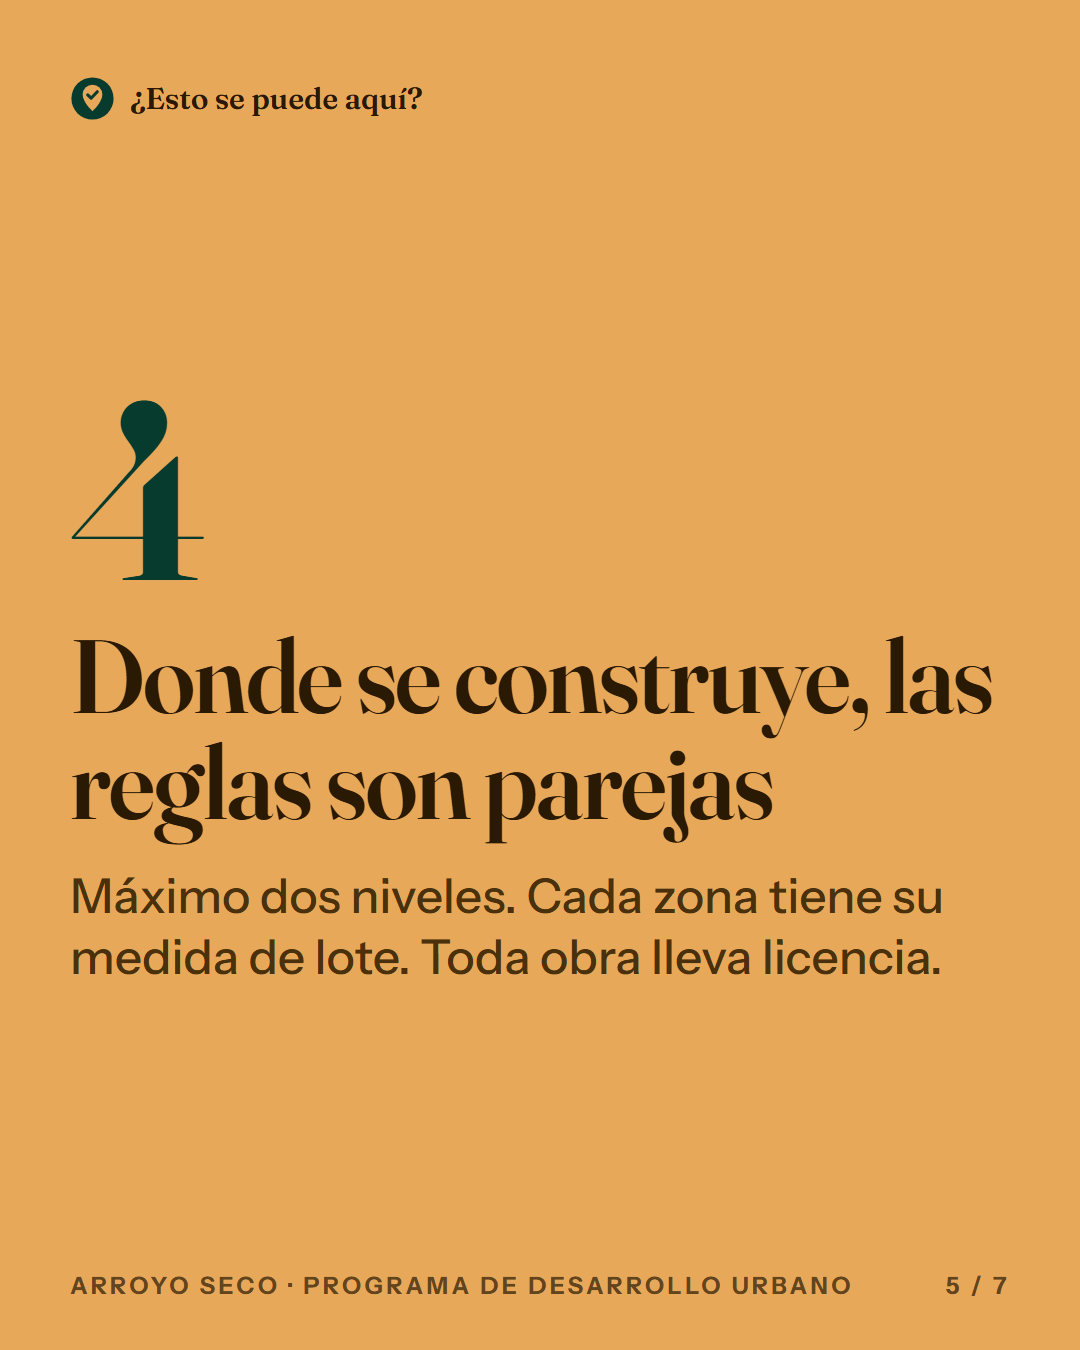 ¿Esto se puede aquí?
4
Donde se construye, las
reglas son parejas
Máximo dos niveles. Cada zona tiene su
medida de lote. Toda obra lleva licencia.
ARROYO SECO · PROGRAMA DE DESARROLLO URBANO 5 / 7